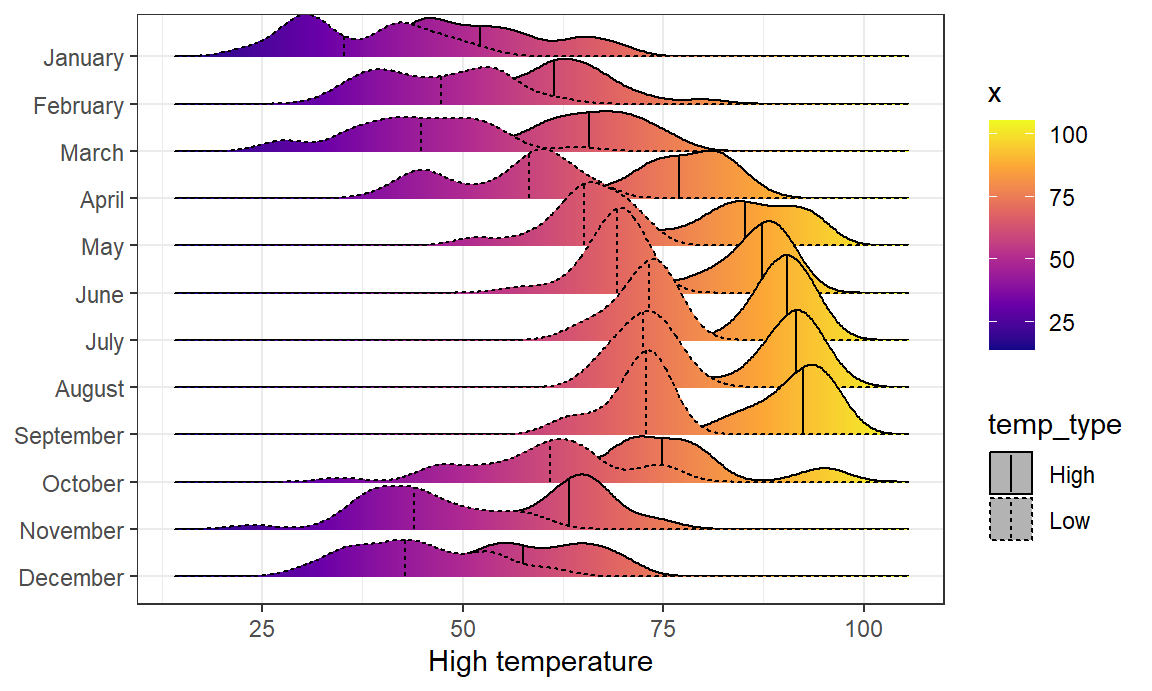 January
February
March
April
May
June
July
August
September
October
November
December
25 50 75 100
High temperature
x
100
75
50
25
temp_type
High
Low